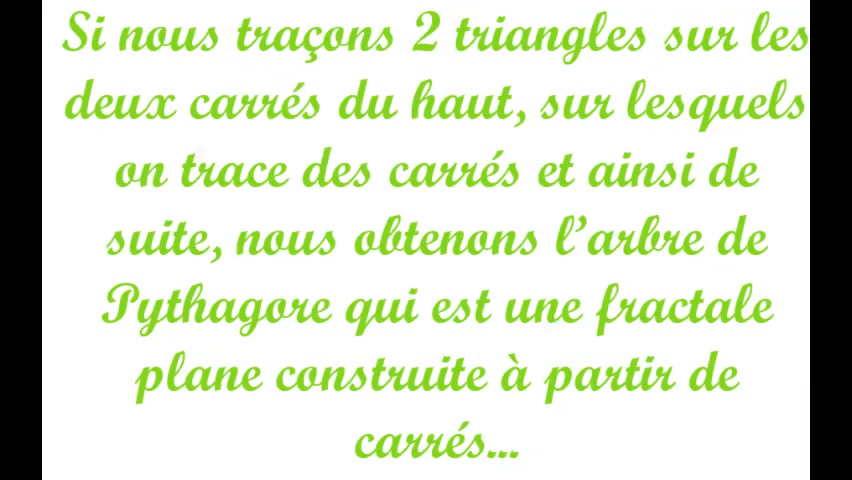 Si nous traçons 2 triangles sur les
deux carrés du haut, sur lesquels
on trace des carrés et ainsi de
suite, nous obtenons l’arbre de
Pythagore qui est une fractale
plane construite à partir de
carrés...